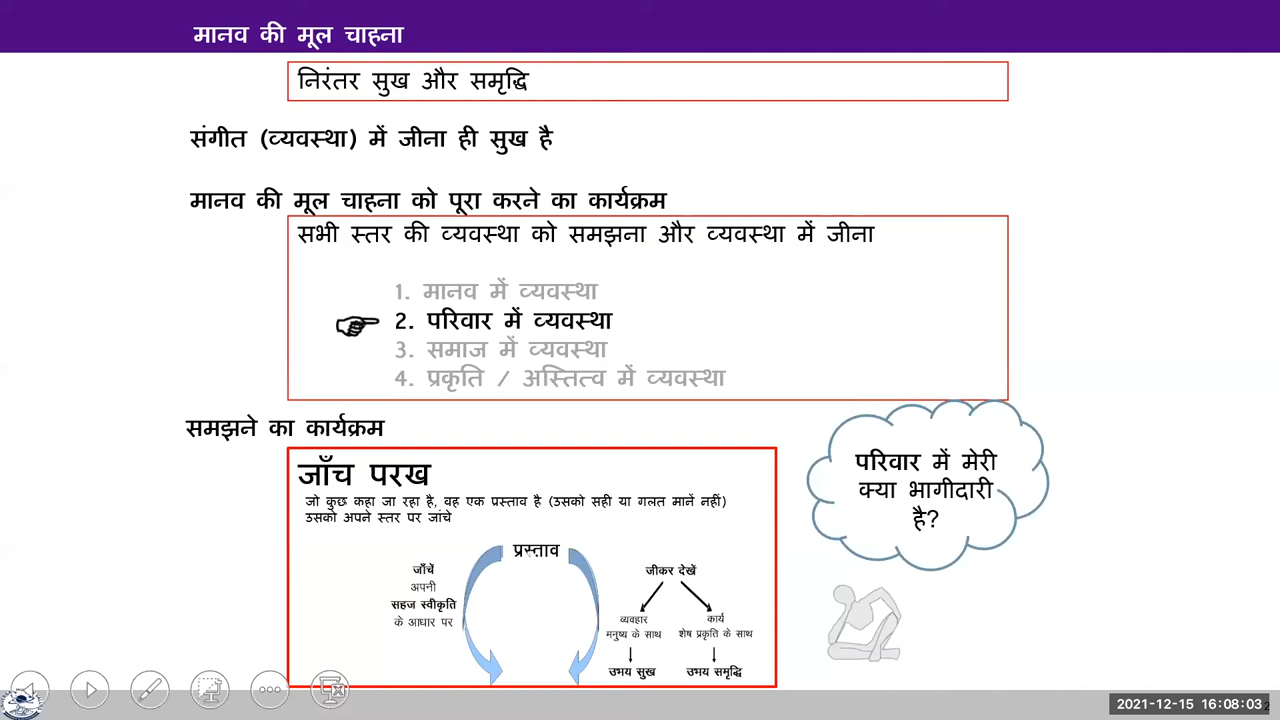 मानव की मूल चाहना
निरंतर सुख और समृद्धि
संगीत (व्यवस्था) में जीना ही सुख है
मानव की मूल चाहना को पूरा करने का कार्यक्रम
सभी स्तर की व्यवस्था को समझना और व्यवस्था में जीना
1. मानव में व्यवस्था
2. परिवार में व्यवस्था
3. समाज में व्यवस्था
4. प्रकृति / अस्तित्व में व्यवस्था
समझने का कार्यक्रम
जाँच परख
जो कुछ कहा जा रहा है, वह एक प्रस्ताव है (उसको सही या गलत मानें नहीं)
उसको अपने स्तर पर जांचे
प्रस्ताव
जाँचें
अपनी
सहज स्वीकृति
के आधार पर
जीकर देखें
व्यवहार
मनुष्य के साथ
उभय सुख
कार्य
शेष प्रकृति के साथ
उभय समृद्धि
परिवार में मेरी
क्या भागीदारी
है?
2021-12-15 16:08:03
2